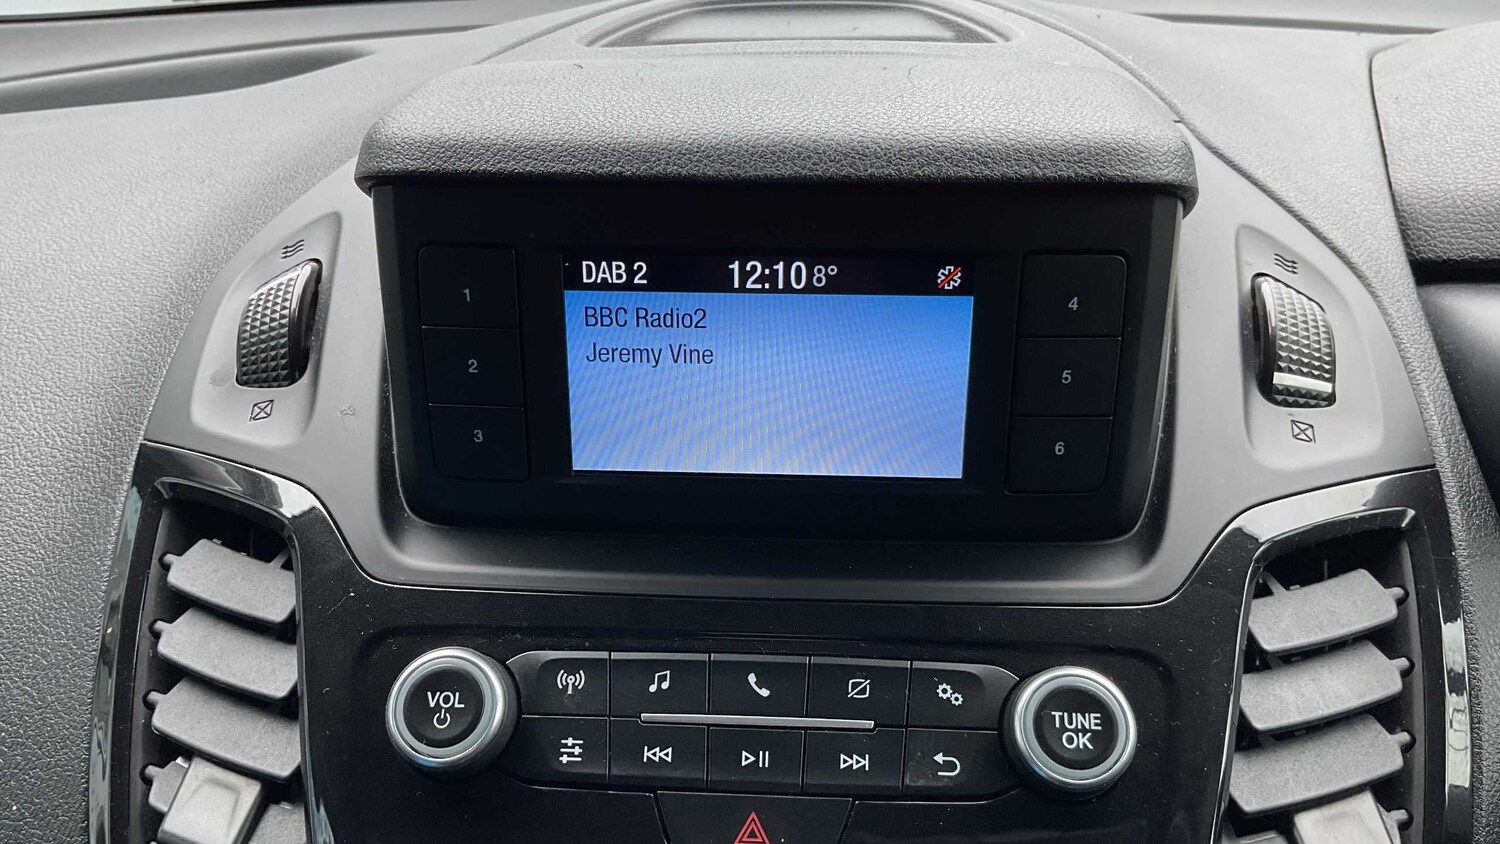 DAB 2 12:10 8°
BBC Radio2
Jeremy Vine
1
2
3
4
5
6
VOL
TUNE
OK